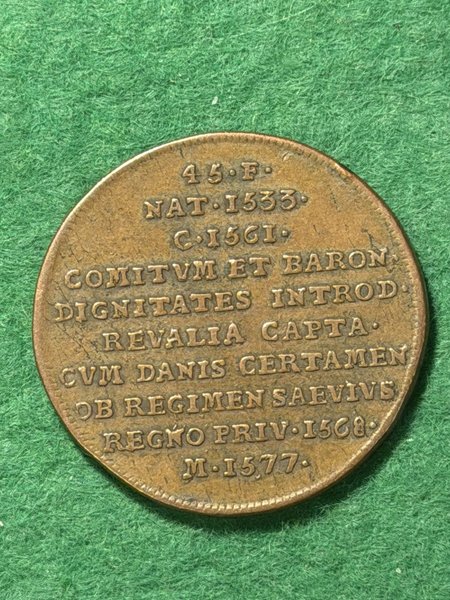 45·F·
NAT·1533·
C·1561·
COMITVM ET BARON·
DIGNITATES INTROD·
REVALIA CAPTA·
CVM DANIS CERTAMEN
OB REGIMEN SAEVIVS
REGNO PRIV·1568·
M·1577·